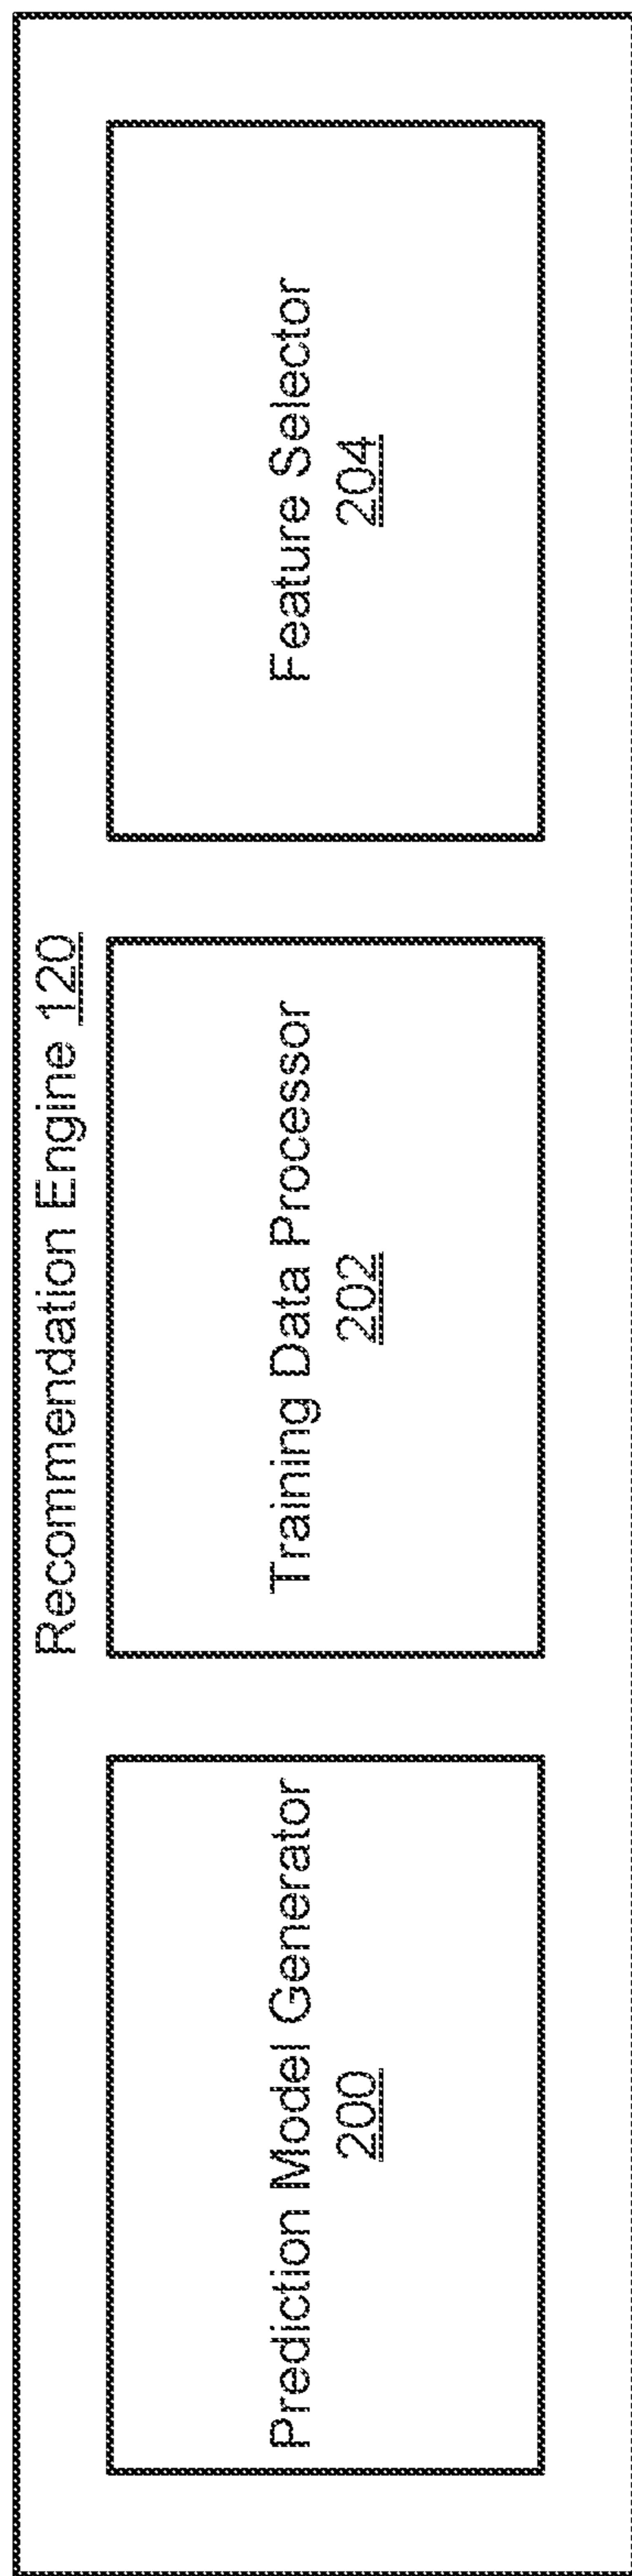 Recommendation Engine 120
Prediction Model Generator
200
Training Data Processor
202
Feature Selector
204